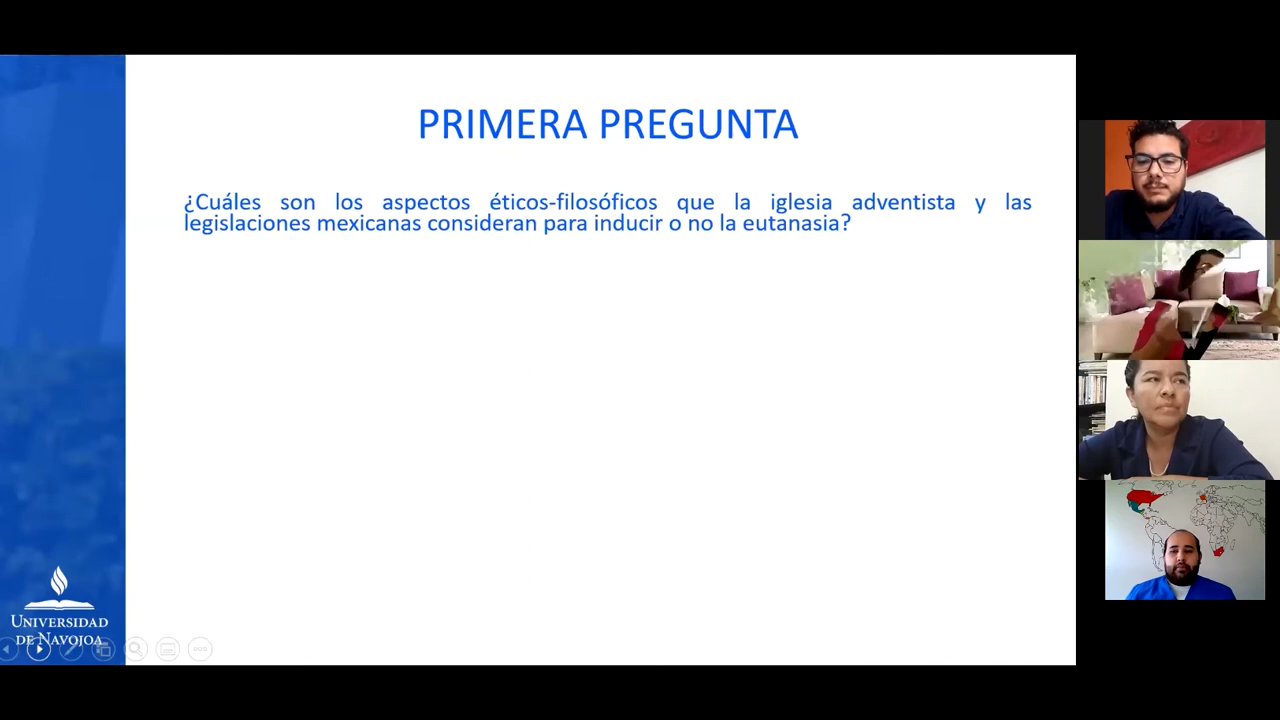 PRIMERA PREGUNTA
¿Cuáles son los aspectos éticos-filosóficos que la iglesia adventista y las
legislaciones mexicanas consideran para inducir o no la eutanasia?
UNIVERSIDAD
DE NAVOJOA